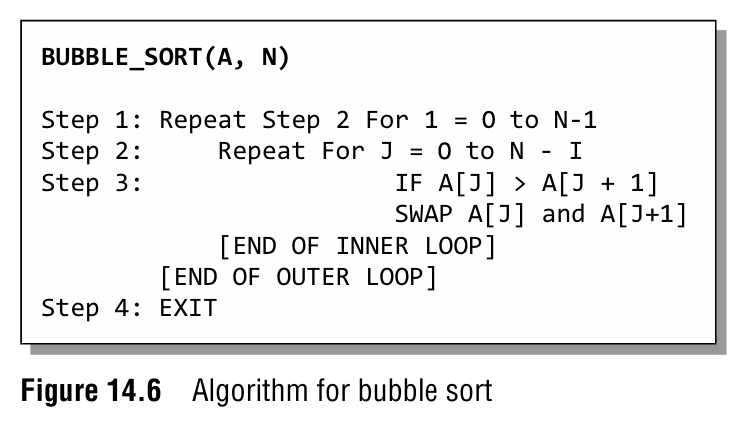 BUBBLE_SORT(A, N)
Step 1: Repeat Step 2 For 1 = O to N-1
Step 2: Repeat For J = O to N - I
Step 3: IF A[J] > A[J + 1]
SWAP A[J] and A[J+1]
[END OF INNER LOOP]
[END OF OUTER LOOP]
Step 4: EXIT
Figure 14.6 Algorithm for bubble sort